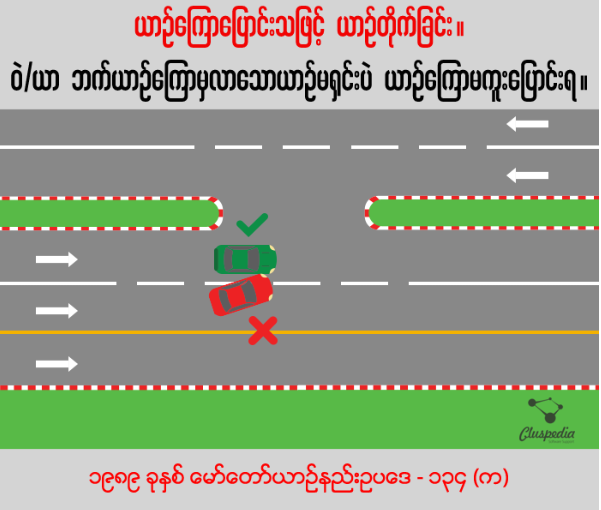 ယာဉ်ကြောပြောင်းသဖြင့် ယာဉ်တိုက်ခြင်း။
ဝဲ/ယာ ဘက်ယာဉ်ကြောမှလာသောယာဉ်မရှင်းပဲ ယာဉ်ကြောမကူးပြောင်းရ။
Cluspedia
၁၉၈၉ ခုနှစ် မော်တော်ယာဉ်နည်းဥပဒေ - ၁၃၄ (က)